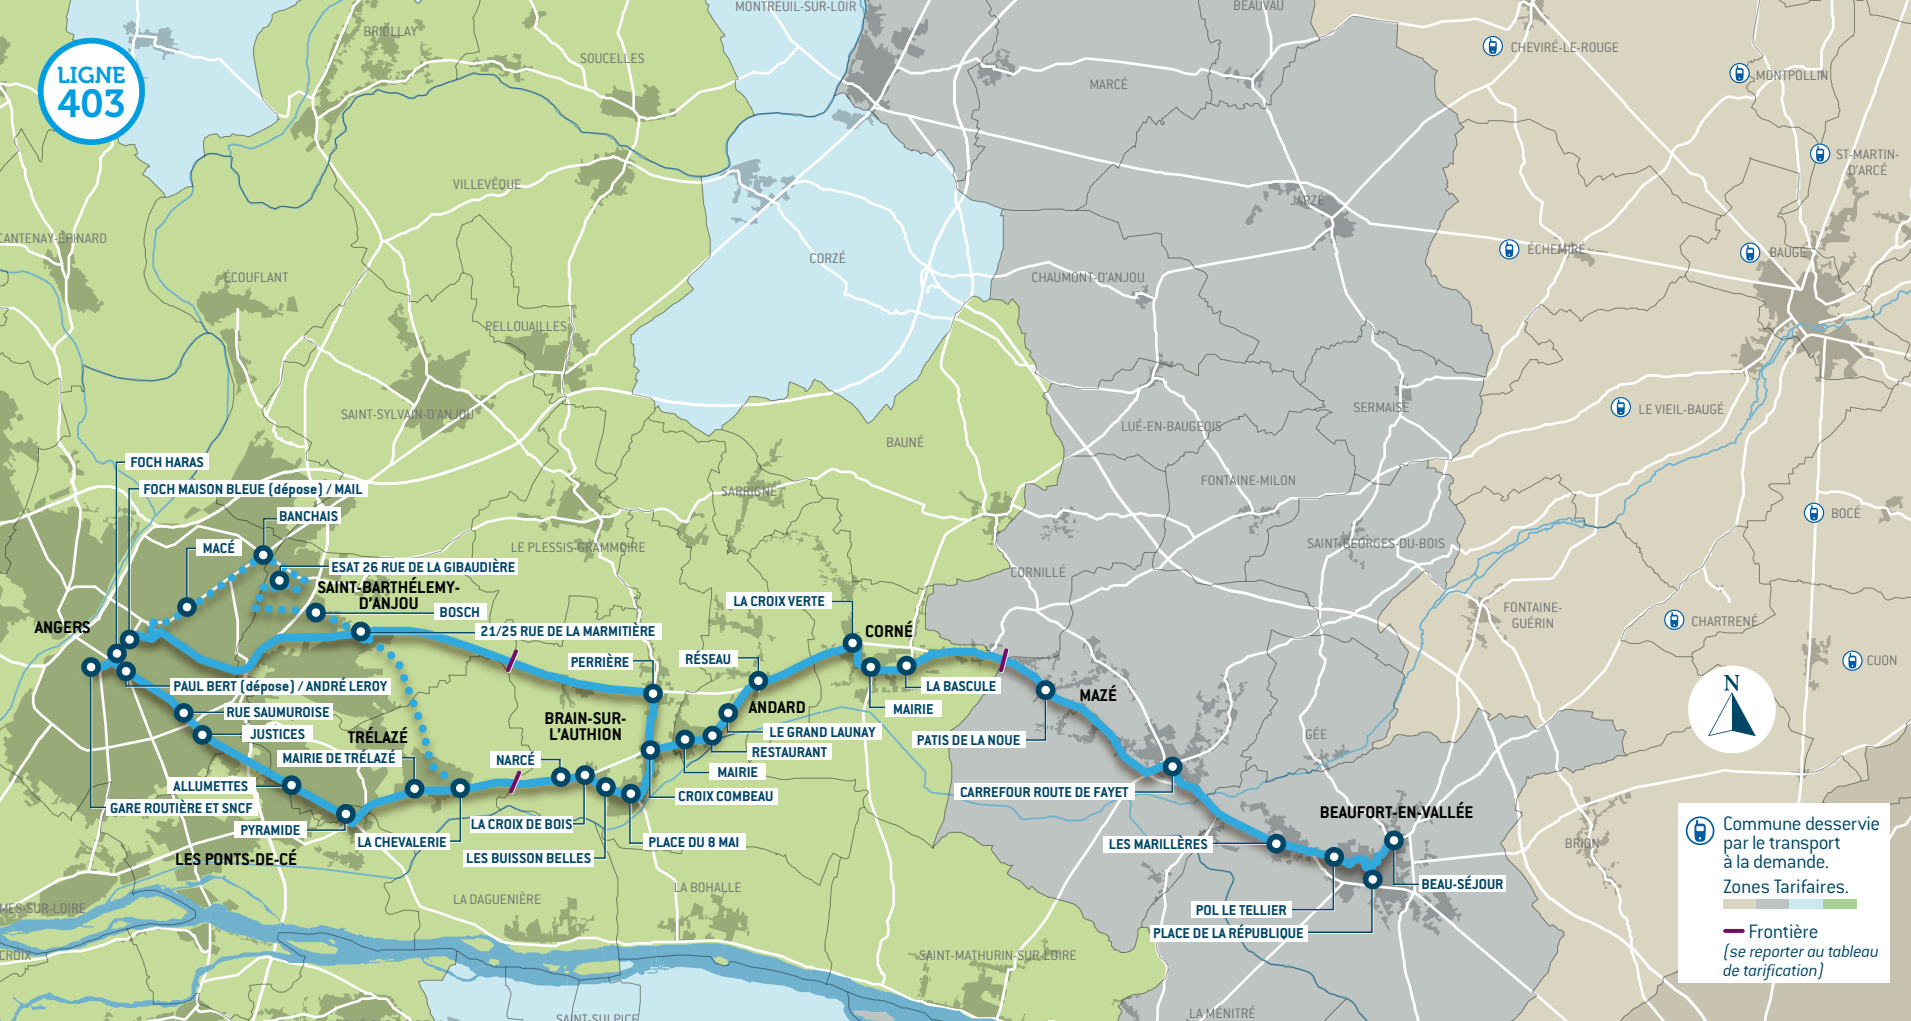 LIGNE
403
MONTREUIL-SUR-LOIR
BEAUVAU
BRIOLLAY
SOUCELLES
CHEVIRÉ-LE-ROUGE
MONTPOLLIN
MARCÉ
ST-MARTIN-
D'ARCÉ
VILLEVÊQUE
JARZÉ
CANTENAY-ÉPINARD
CORZÉ
ÉCHEMIRÉ
BAUGÉ
ÉCOUFLANT
CHAUMONT-D'ANJOU
PELLOUAILLES
SAINT-SYLVAIN-D'ANJOU
SERMAISE
LE VIEIL-BAUGÉ
LUÉ-EN-BAUGEOIS
BAUNÉ
FOCH HARAS
FOCH MAISON BLEUE (dépose) / MAIL
SARRIGNÉ
FONTAINE-MILON
BANCHAIS
BOCÉ
MACÉ
LE PLESSIS-GRAMMOIRE
SAINT-GEORGES-DU-BOIS
ESAT 26 RUE DE LA GIBAUDIÈRE
CORNILLÉ
SAINT-BARTHÉLEMY-
D'ANJOU
BOSCH
LA CROIX VERTE
FONTAINE-
GUÉRIN
CHARTRENÉ
ANGERS
21/25 RUE DE LA MARMITIÈRE
CORNÉ
PERRIÈRE
RÉSEAU
CUON
PAUL BERT (dépose) / ANDRÉ LEROY
LA BASCULE
MAZÉ
N
RUE SAUMUROISE
BRAIN-SUR-
L'AUTHION
ANDARD
MAIRIE
JUSTICES
TRÉLAZÉ
LE GRAND LAUNAY
PATIS DE LA NOUE
GÉE
MAIRIE DE TRÉLAZÉ
NARCÉ
RESTAURANT
MAIRIE
ALLUMETTES
CROIX COMBEAU
CARREFOUR ROUTE DE FAYET
GARE ROUTIÈRE ET SNCF
BEAUFORT-EN-VALLÉE
PYRAMIDE
LA CROIX DE BOIS
LA CHEVALERIE
PLACE DU 8 MAI
LES MARILLÈRES
BRION
LES PONTS-DE-CÉ
LES BUISSON BELLES
BEAU-SÉJOUR
LA DAGUENIÈRE
LA BOHALLE
POL LE TELLIER
MES-SUR-LOIRE
PLACE DE LA RÉPUBLIQUE
CROIX
SAINT-MATHURIN-SUR-LOIRE
SAINT-SULPICE
LA MÉNITRÉ
Commune desservie
par le transport
à la demande.
Zones Tarifaires.
Frontière
(se reporter au tableau
de tarification)